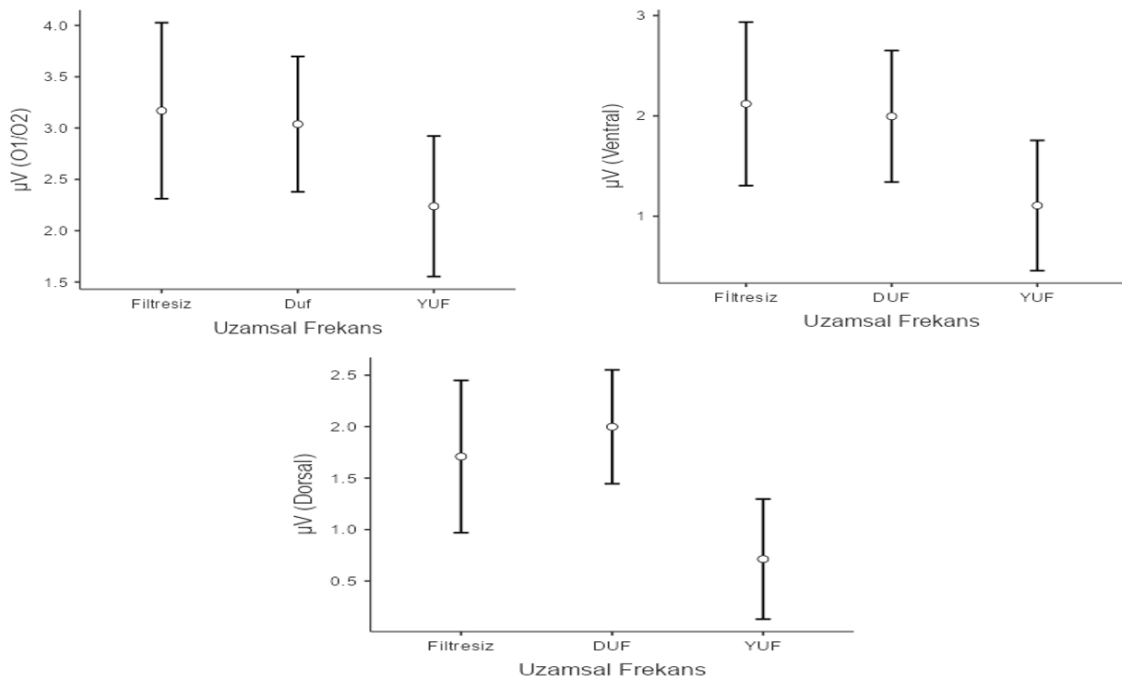 4.0
3.5
3.0
2.5
2.0
1.5
µV (O1/O2)
Filtresiz Duf YUF
Uzamsal Frekans
3
2
1
µV (Ventral)
Fİltresiz DUF YUF
Uzamsal Frekans
2.5
2.0
1.5
1.0
0.5
µV (Dorsal)
Filtresiz DUF YUF
Uzamsal Frekans